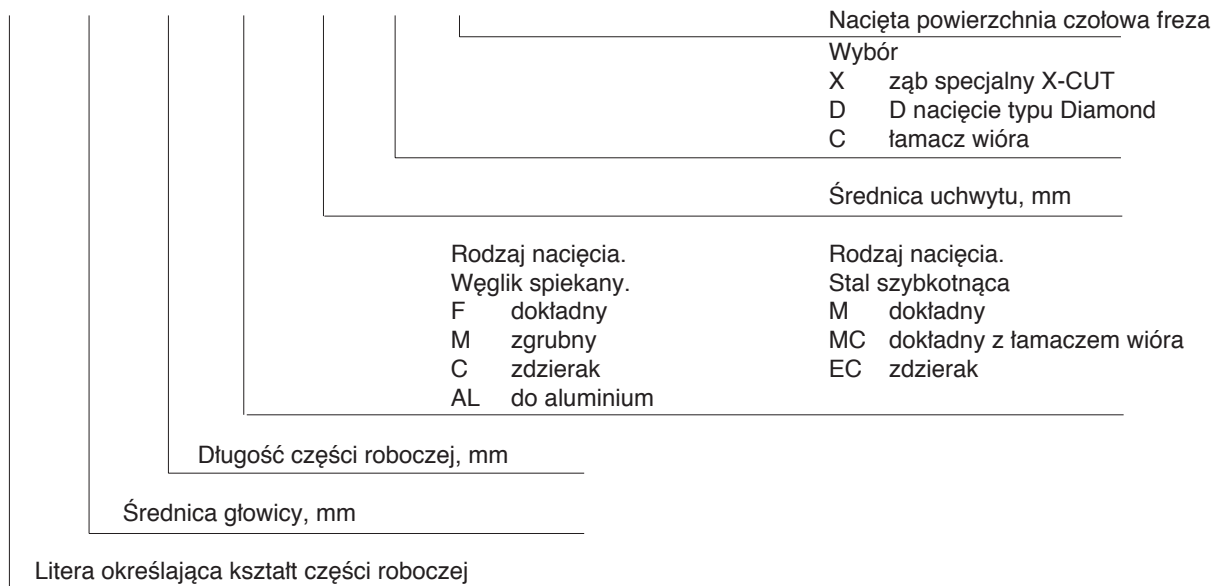 Nacięta powierzchnia czołowa freza
Wybór
X ząb specjalny X-CUT
D D nacięcie typu Diamond
C łamacz wióra
Średnica uchwytu, mm
Rodzaj nacięcia.
Węglik spiekany.
F dokładny
M zgrubny
C zdzierak
AL do aluminium
Rodzaj nacięcia.
Stal szybkotnąca
M dokładny
MC dokładny z łamaczem wióra
EC zdzierak
Długość części roboczej, mm
Średnica głowicy, mm
Litera określająca kształt części roboczej